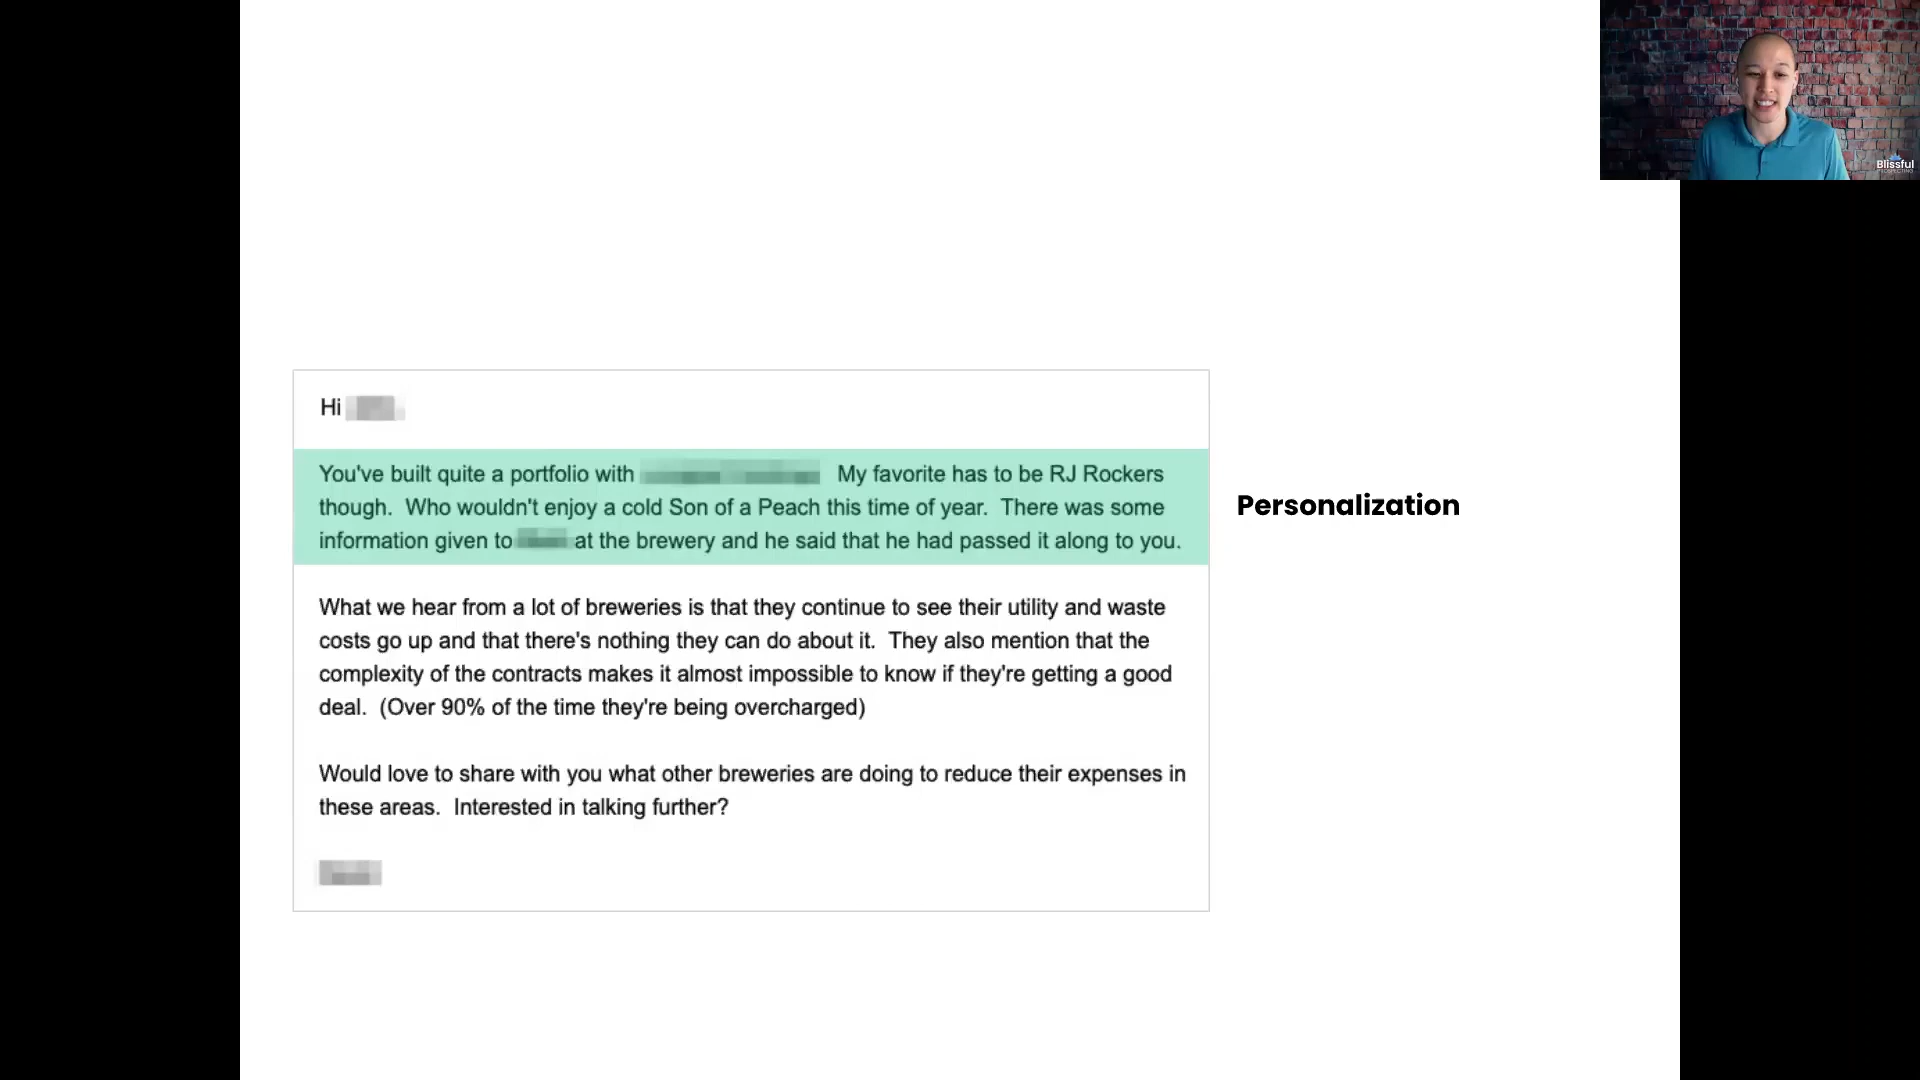 Blissful
PROSPECTING
Hi
You've built quite a portfolio with My favorite has to be RJ Rockers
though. Who wouldn't enjoy a cold Son of a Peach this time of year. There was some
information given to at the brewery and he said that he had passed it along to you.
Personalization
What we hear from a lot of breweries is that they continue to see their utility and waste
costs go up and that there's nothing they can do about it. They also mention that the
complexity of the contracts makes it almost impossible to know if they're getting a good
deal. (Over 90% of the time they're being overcharged)
Would love to share with you what other breweries are doing to reduce their expenses in
these areas. Interested in talking further?